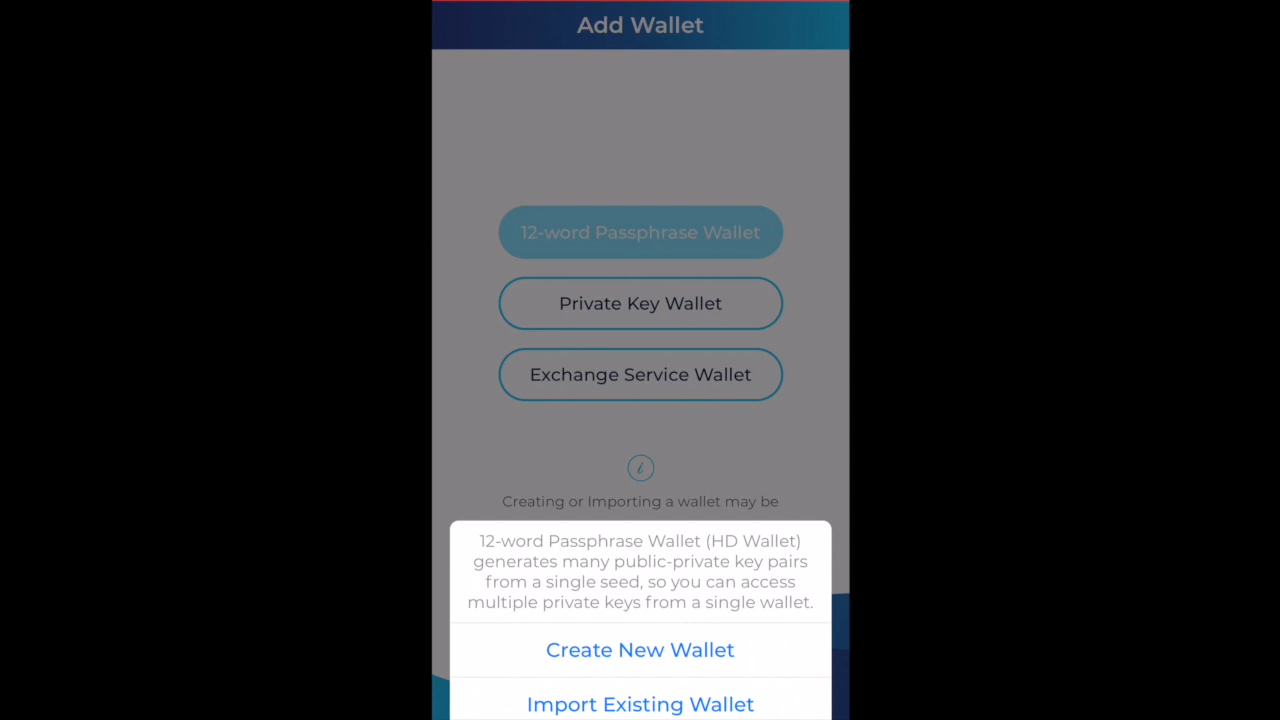 Add Wallet
12-word Passphrase Wallet
Private Key Wallet
Exchange Service Wallet
i
Creating or Importing a wallet may be
12-word Passphrase Wallet (HD Wallet)
generates many public-private key pairs
from a single seed, so you can access
multiple private keys from a single wallet.
Create New Wallet
Import Existing Wallet